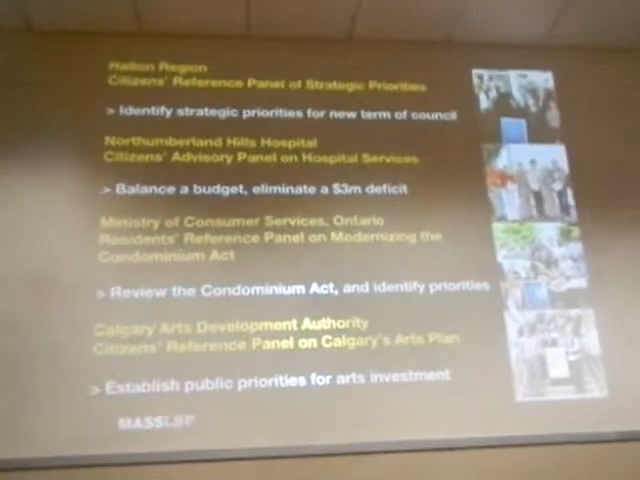 Halton Region
Citizens' Reference Panel of Strategic Priorities
> Identify strategic priorities for new term of council
Northumberland Hills Hospital
Citizens' Advisory Panel on Hospital Services
> Balance a budget, eliminate a $3m deficit
Ministry of Consumer Services, Ontario
Residents' Reference Panel on Modernizing the
Condominium Act
> Review the Condominium Act, and identify priorities
Calgary Arts Development Authority
Citizens' Reference Panel on Calgary's Arts Plan
> Establish public priorities for arts investment
MASSLBP